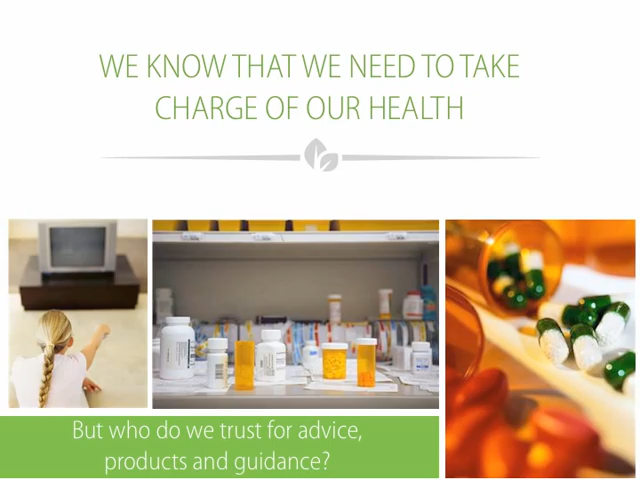 WE KNOW THAT WE NEED TO TAKE
CHARGE OF OUR HEALTH
But who do we trust for advice,
products and guidance?